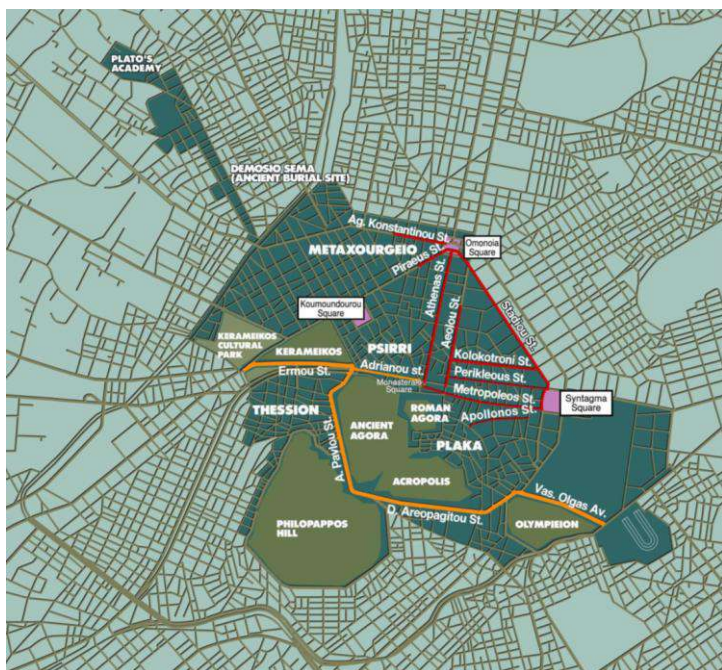 PLATO'S
ACADEMY
DEMOSIO SEMA
(ANCIENT BURIAL SITE)
Ag. Konstantinou St.
Omonoia
Square
METAXOURGEIO
Piraeus St.
Athenas St.
Aeolou St.
Stadiou St.
Koumoundourou
Square
KERAMEIKOS
CULTURAL
PARK
KERAMEIKOS
PSIRRI
Kolokotroni St.
Ermou St.
Adrianou st.
Perikleous St.
Monasteraki
Square
Metropoleos St.
Syntagma
Square
THESSION
ROMAN
AGORA
Apollonos St.
ANCIENT
AGORA
PLAKA
A. Pavlou St.
ACROPOLIS
Vas. Olgas Av.
D. Areopagitou St.
OLYMPIEION
PHILOPAPPOS
HILL